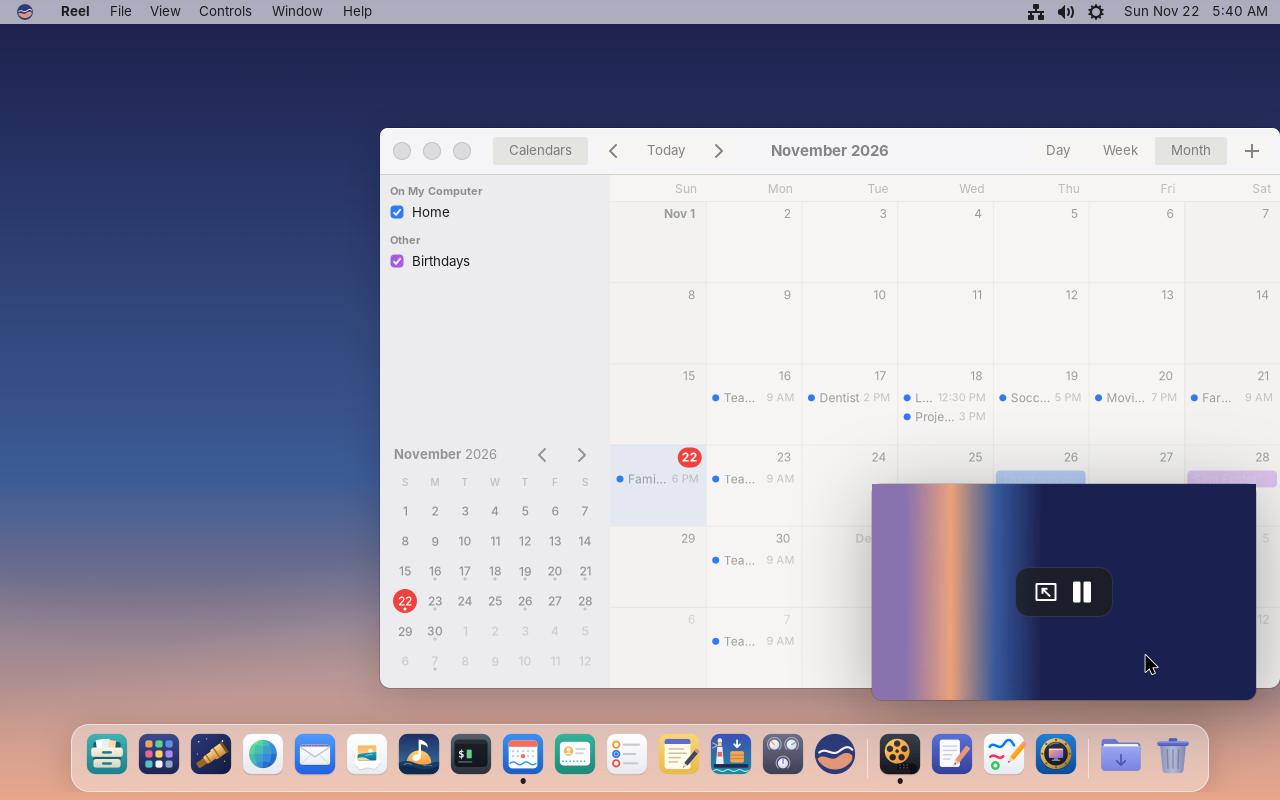 Reel File View Controls Window Help Sun Nov 22 5:40 AM
Calendars Today November 2026 Day Week Month
On My Computer
Home
Other
Birthdays
Sun Mon Tue Wed Thu Fri Sat
Nov 1 2 3 4 5 6 7
8 9 10 11 12 13 14
15 16 17 18 19 20 21
Tea... 9 AM Dentist 2 PM L... 12:30 PM Socc... 5 PM Movi... 7 PM Far... 9 AM
Proje... 3 PM
22 23 24 25 26 27 28
Fami... 6 PM Tea... 9 AM
29 30 5
Tea... 9 AM
6 7 12
Tea... 9 AM
November 2026
S M T W T F S
1 2 3 4 5 6 7
8 9 10 11 12 13 14
15 16 17 18 19 20 21
22 23 24 25 26 27 28
29 30 1 2 3 4 5
6 7 8 9 10 11 12
$